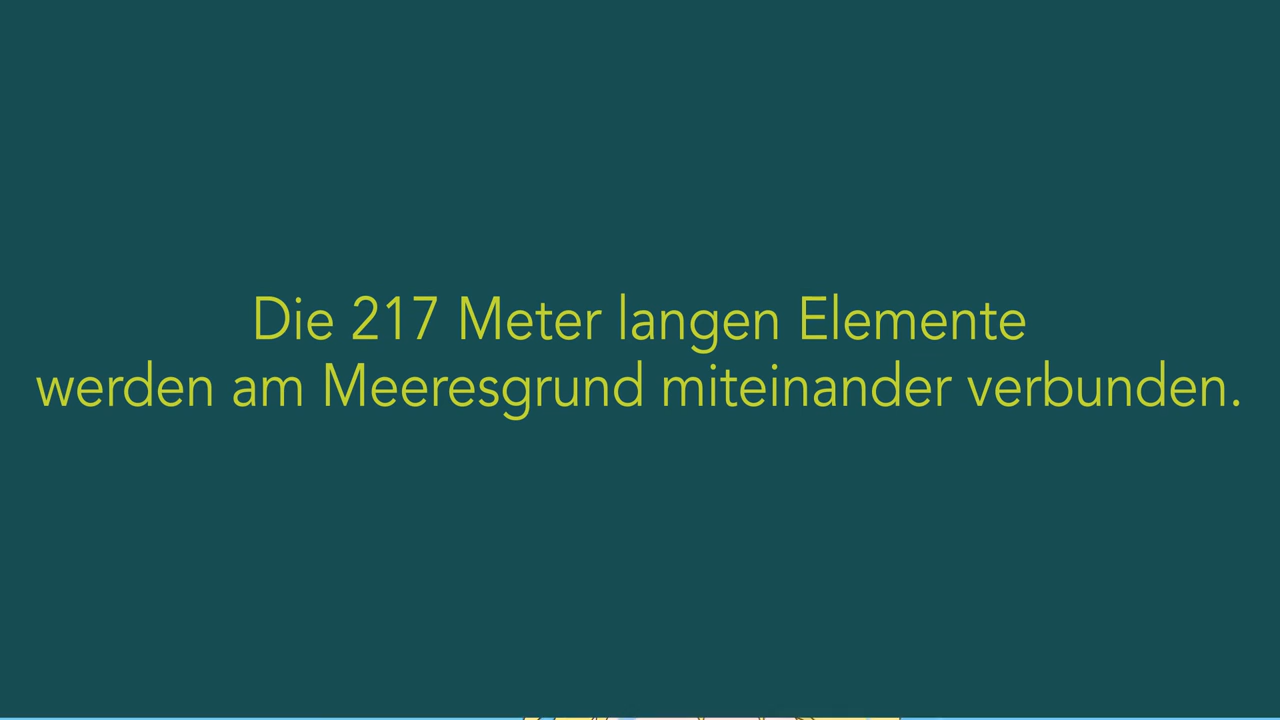 Die 217 Meter langen Elemente
werden am Meeresgrund miteinander verbunden.